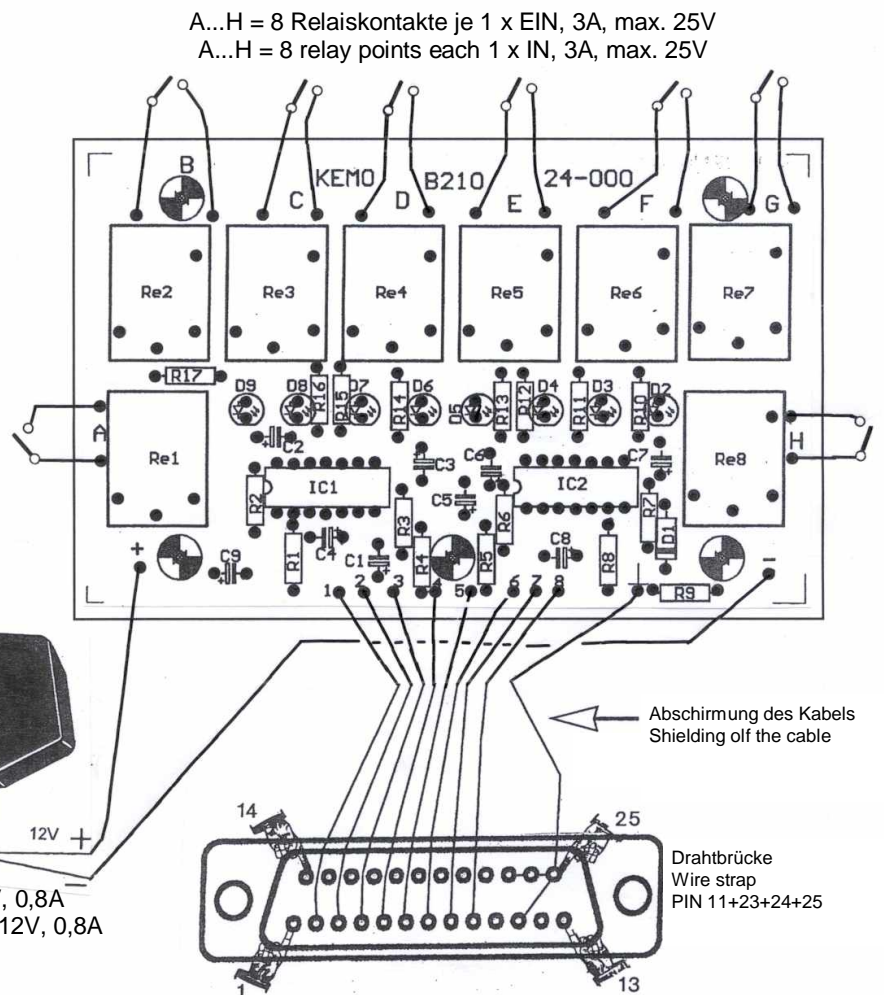 A...H = 8 Relaiskontakte je 1 x EIN, 3A, max. 25V
A...H = 8 relay points each 1 x IN, 3A, max. 25V
B C KEMO D B210 E 24-000 F G
Re2 Re3 Re4 Re5 Re6 Re7
R17 D9 D8 R16 R15 D7 R14 D6 D5 R13 R12 D4 R11 D3 R10 D2
A Re1 C2 C3 C6 C7 Re8 H
R2 IC1 C5 IC2 R7 D1
R3 R6
+ C9 R1 C4 C1 R4 R5 C8 R8 R9 -
1 2 3 4 5 6 7 8
Abschirmung des Kabels
Shielding olf the cable
14 25
12V +
-
, 0,8A
12V, 0,8A
Drahtbrücke
Wire strap
PIN 11+23+24+25
1 13